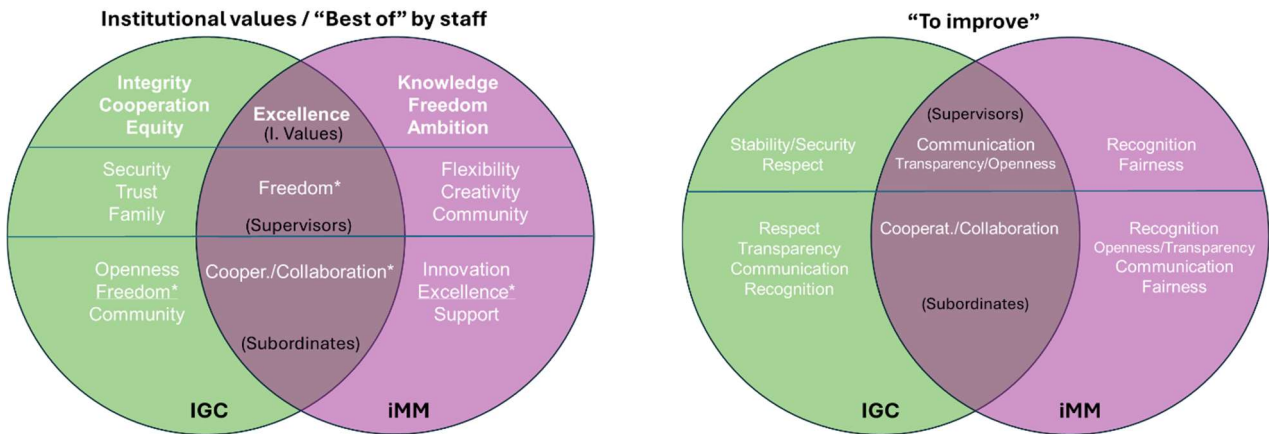 Institutional values / “Best of” by staff
Integrity
Cooperation
Equity
Excellence
(I. Values)
Knowledge
Freedom
Ambition
Security
Trust
Family
Freedom*
(Supervisors)
Flexibility
Creativity
Community
Openness
Freedom*
Community
Cooper./Collaboration*
(Subordinates)
Innovation
Excellence*
Support
IGC
iMM
“To improve”
Stability/Security
Respect
(Supervisors)
Communication
Transparency/Openness
Recognition
Fairness
Respect
Transparency
Communication
Recognition
Cooperat./Collaboration
(Subordinates)
Recognition
Openness/Transparency
Communication
Fairness
IGC
iMM